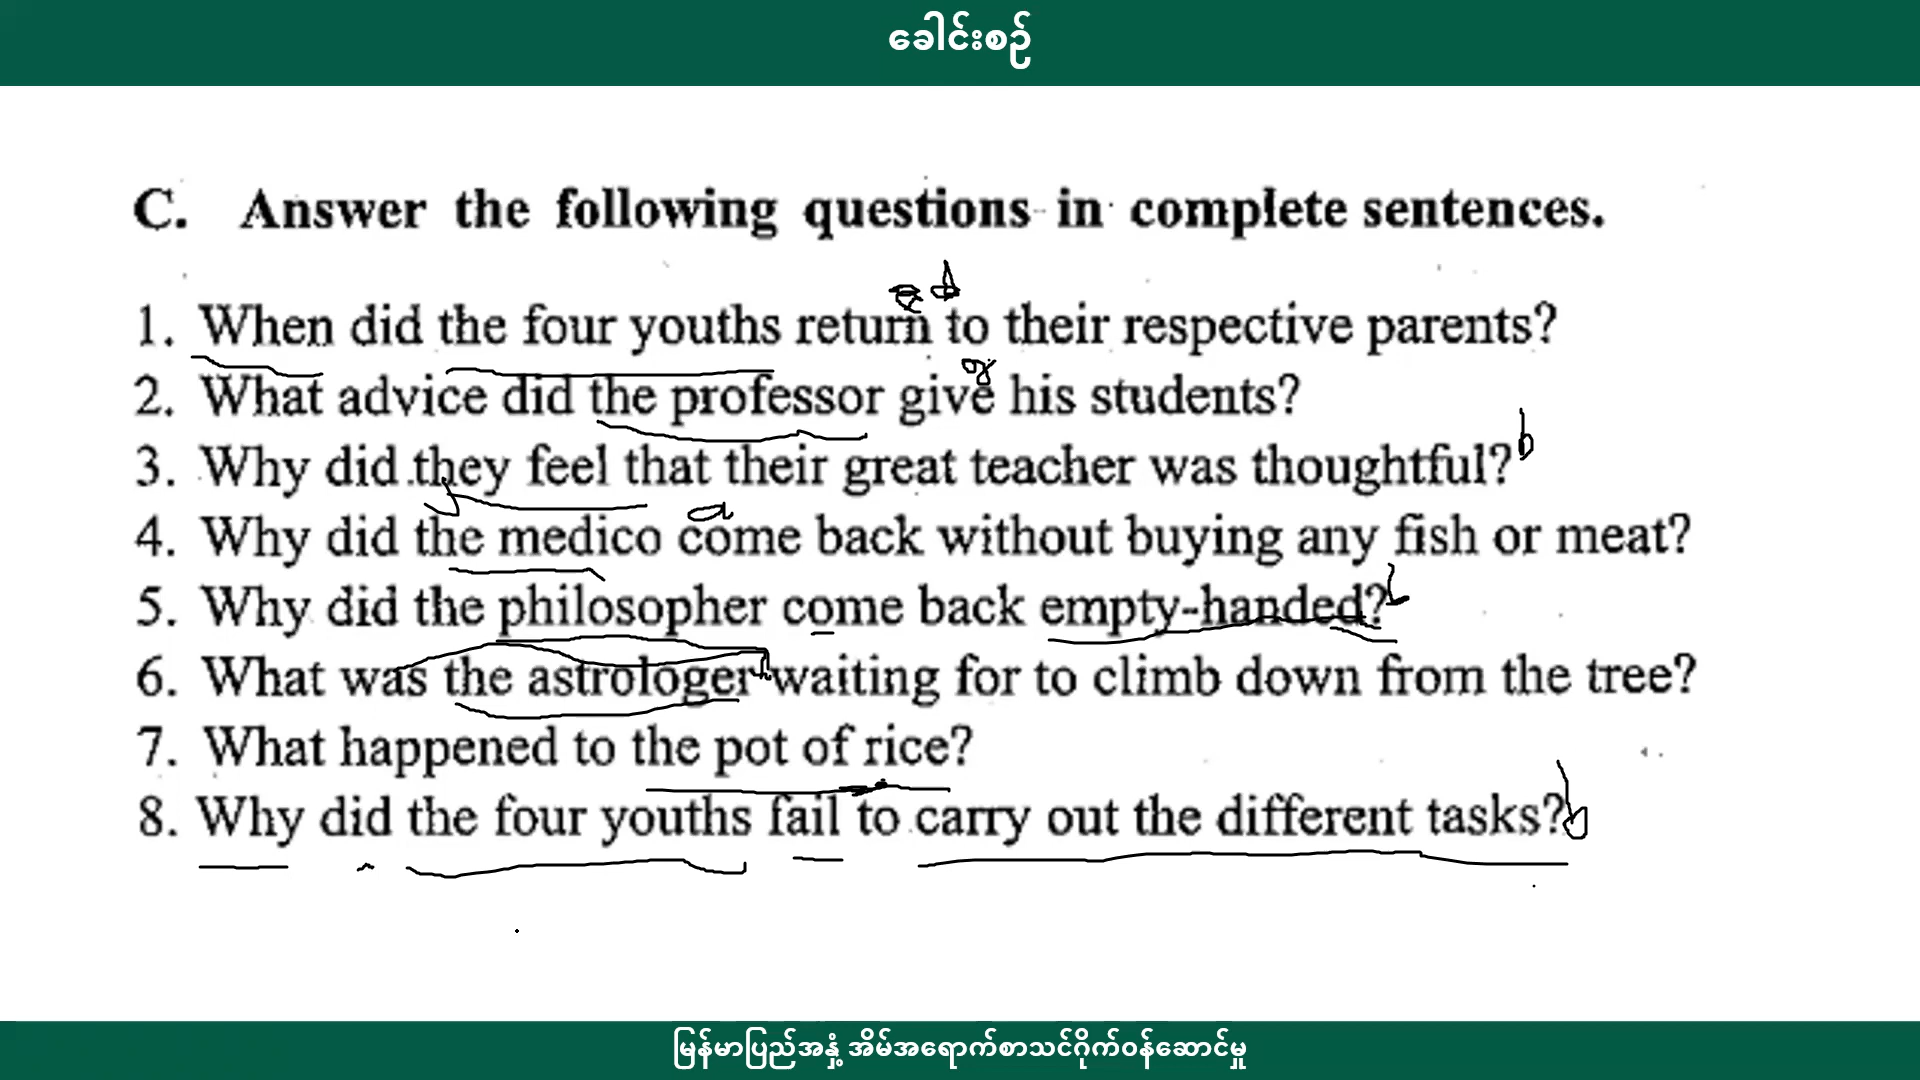 ခေါင်းစဉ်
C. Answer the following questions in complete sentences.
1. When did the four youths return to their respective parents?
2. What advice did the professor give his students?
3. Why did they feel that their great teacher was thoughtful?
4. Why did the medico come back without buying any fish or meat?
5. Why did the philosopher come back empty-handed?
6. What was the astrologer waiting for to climb down from the tree?
7. What happened to the pot of rice?
8. Why did the four youths fail to carry out the different tasks?
မြန်မာပြည်အနှံ့ အိမ်အရောက်စာသင်ဂိုက်ဝန်ဆောင်မှု